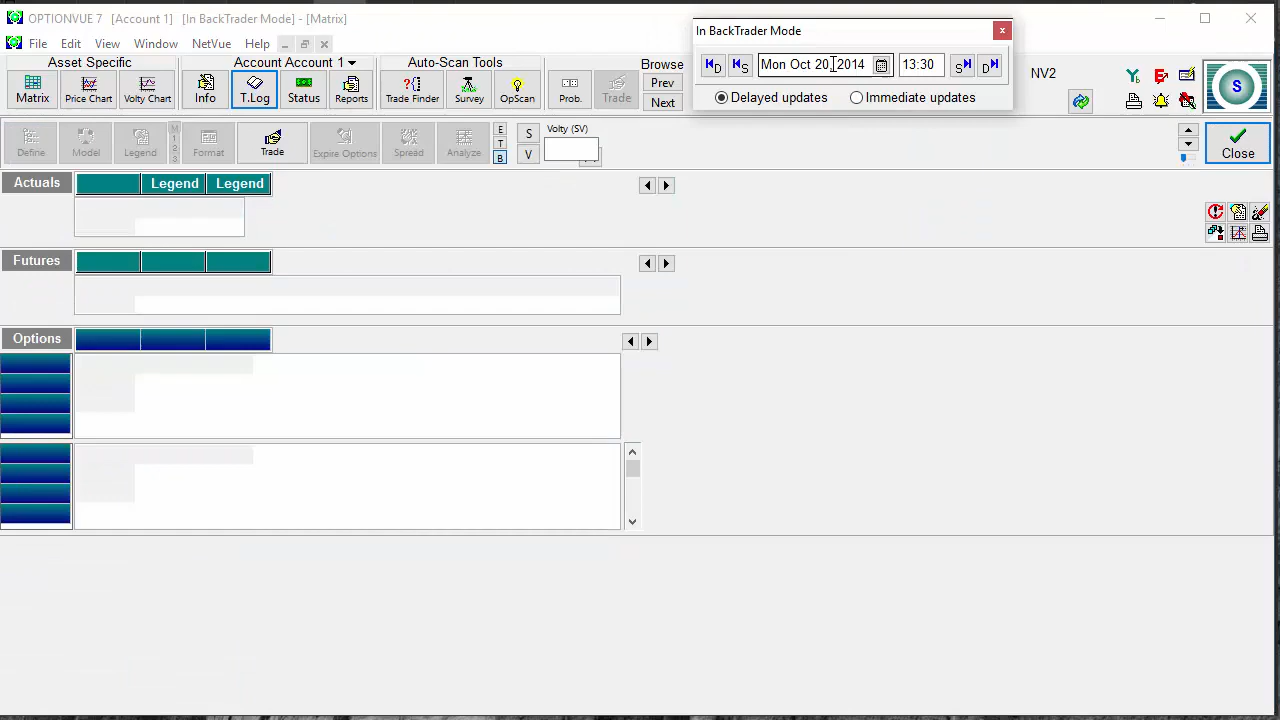 OPTIONVUE 7 [Account 1] [In BackTrader Mode] - [Matrix]
In BackTrader Mode
File Edit View Window NetVue Help
Asset Specific Account Account 1 Auto-Scan Tools Browse
Mon Oct 20 2014 13:30
NV2
D S S D
Matrix Price Chart Volty Chart Info T.Log Status Reports Trade Finder Survey OpScan Prob. Trade Prev
Next
Delayed updates Immediate updates
S
Define Model Legend M 1 2 3 Format Trade Expire Options Spread Analyze E T B S V Volty (SV) Close
Actuals Legend Legend
Futures
Options